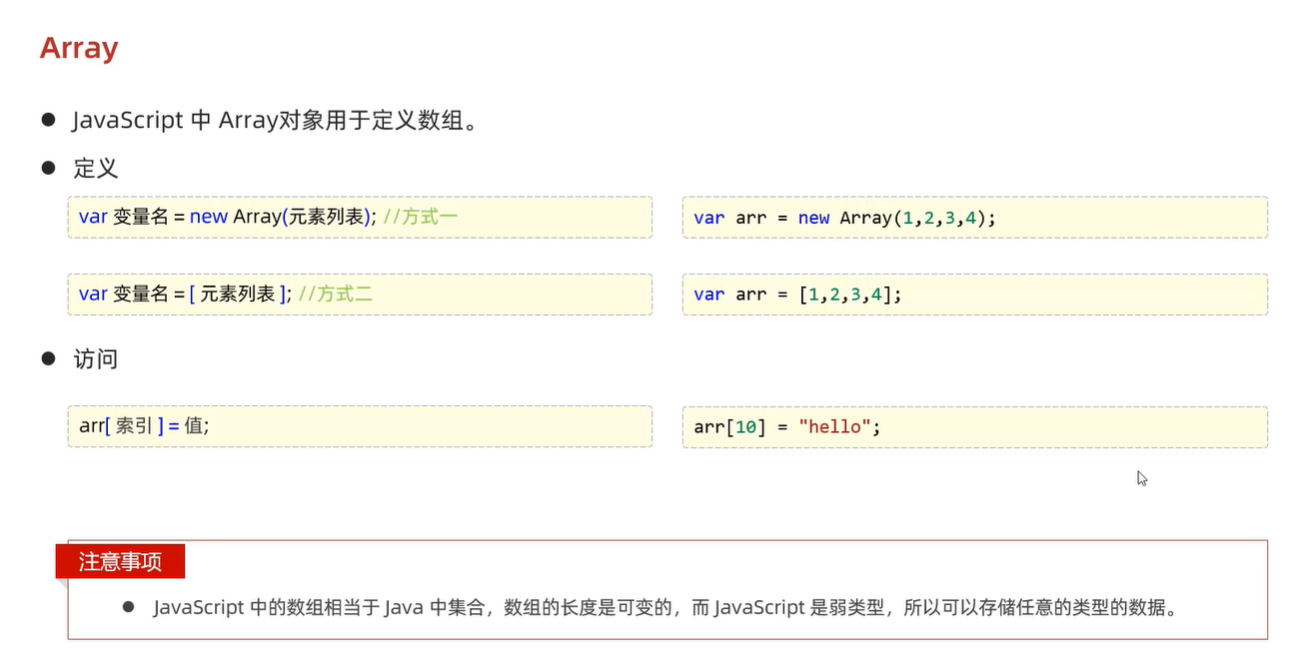 Array
JavaScript 中 Array对象用于定义数组。
定义
var 变量名 = new Array(元素列表); //方式一
var arr = new Array(1,2,3,4);
var 变量名 = [ 元素列表 ]; //方式二
var arr = [1,2,3,4];
访问
arr[ 索引 ] = 值;
arr[10] = "hello";
注意事项
JavaScript 中的数组相当于 Java 中集合，数组的长度是可变的，而 JavaScript 是弱类型，所以可以存储任意的类型的数据。